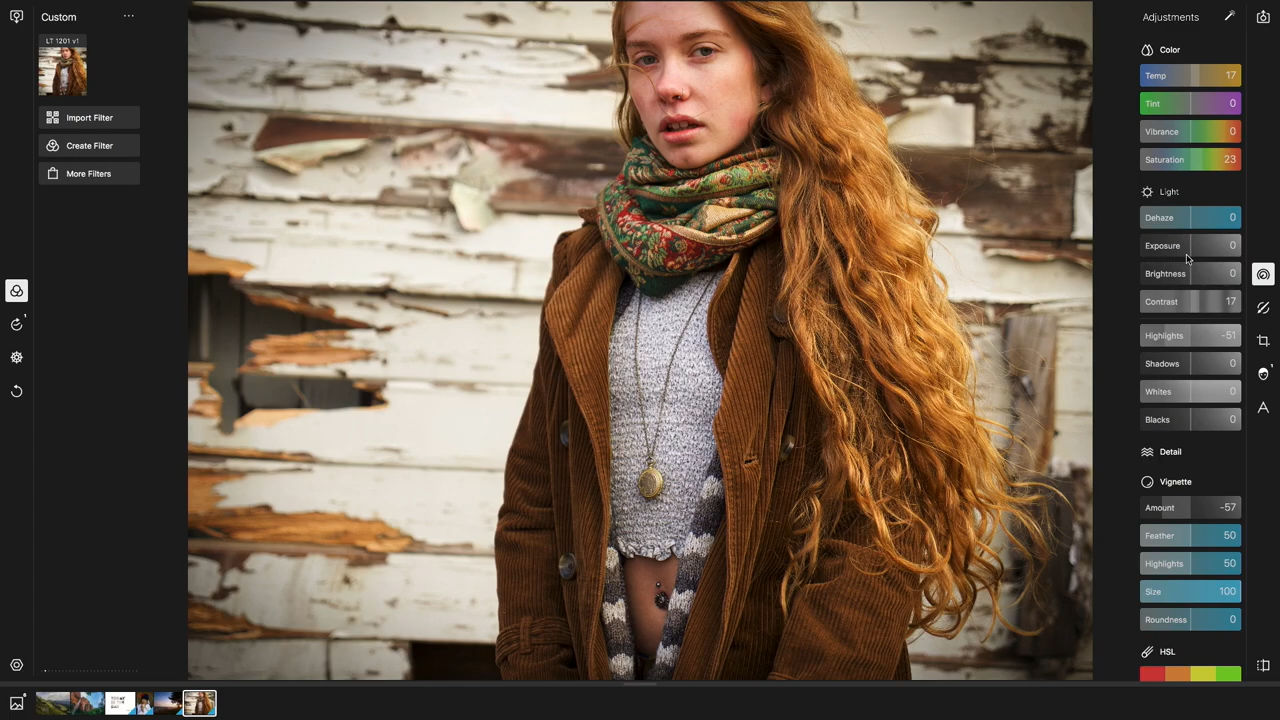 Custom
LT 1201 v1
Import Filter
Create Filter
More Filters
Adjustments
Color
Temp 17
Tint 0
Vibrance 0
Saturation 23
Light
Dehaze 0
Exposure 0
Brightness 0
Contrast 17
Highlights -51
Shadows 0
Whites 0
Blacks 0
Detail
Vignette
Amount -57
Feather 50
Highlights 50
Size 100
Roundness 0
HSL